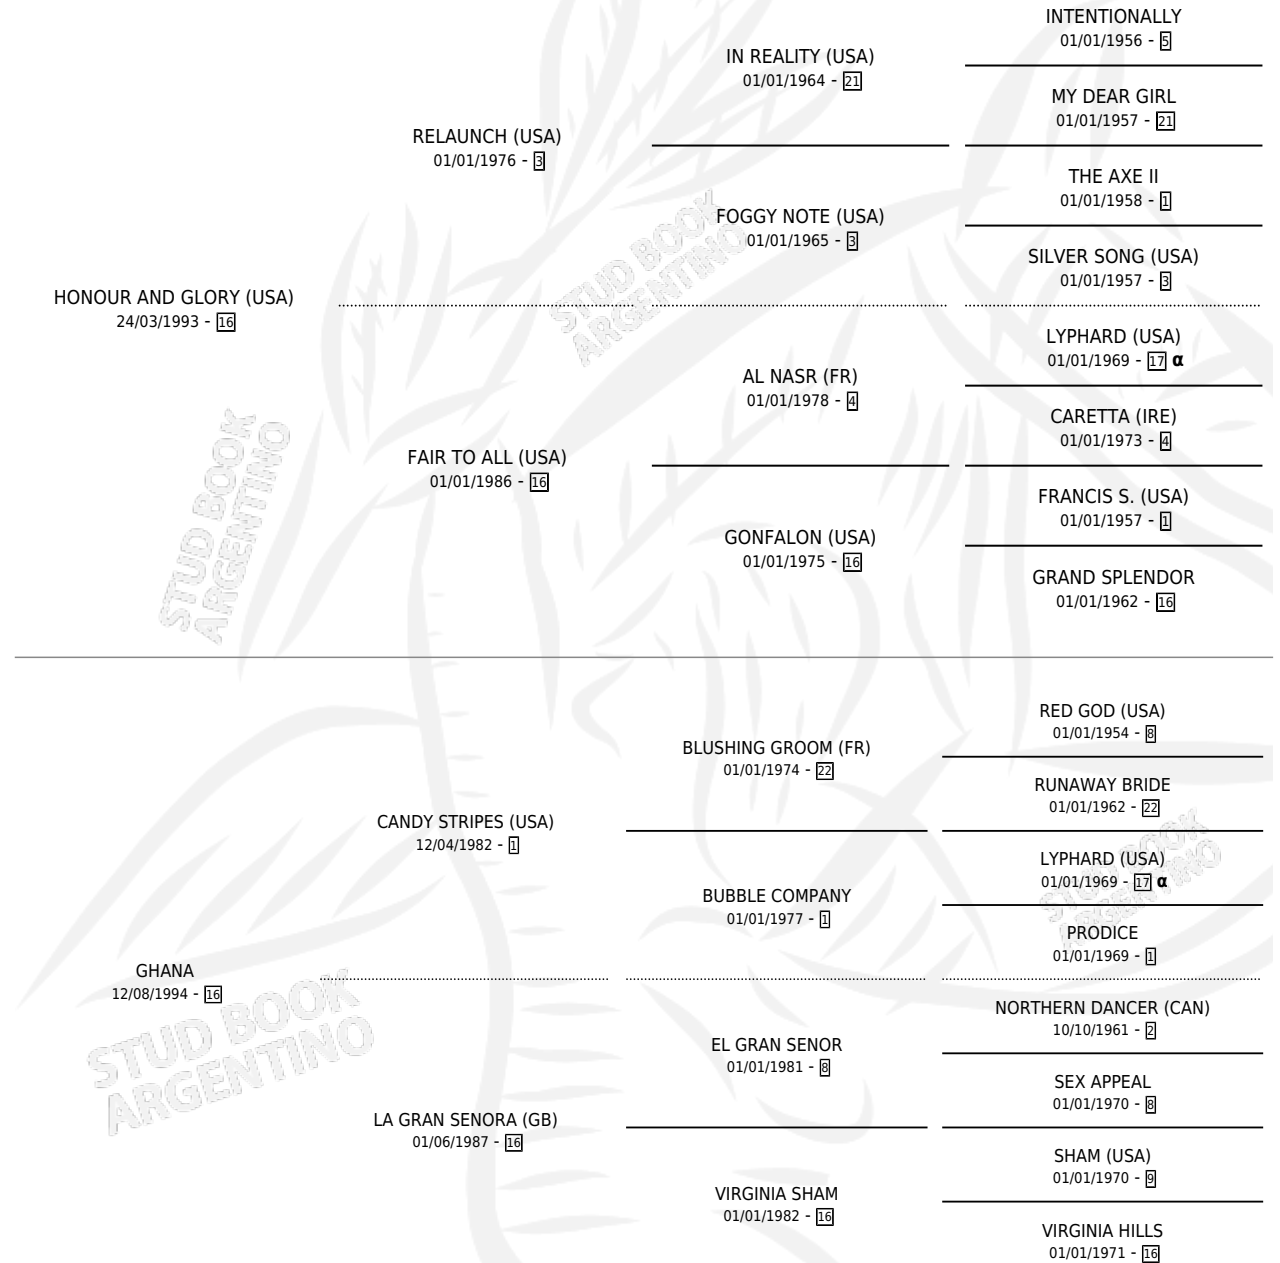 INTENTIONALLY
01/01/1956 - 5
IN REALITY (USA)
01/01/1964 - 21
MY DEAR GIRL
01/01/1957 - 21
RELAUNCH (USA)
01/01/1976 - 3
THE AXE II
01/01/1958 - 1
FOGGY NOTE (USA)
01/01/1965 - 3
SILVER SONG (USA)
01/01/1957 - 3
HONOUR AND GLORY (USA)
24/03/1993 - 16
LYPHARD (USA)
01/01/1969 - 17 α
AL NASR (FR)
01/01/1978 - 4
CARETTA (IRE)
01/01/1973 - 4
FAIR TO ALL (USA)
01/01/1986 - 16
FRANCIS S. (USA)
01/01/1957 - 1
GONFALON (USA)
01/01/1975 - 16
GRAND SPLENDOR
01/01/1962 - 16
RED GOD (USA)
01/01/1954 - 8
BLUSHING GROOM (FR)
01/01/1974 - 22
RUNAWAY BRIDE
01/01/1962 - 22
CANDY STRIPES (USA)
12/04/1982 - 1
LYPHARD (USA)
01/01/1969 - 17 α
BUBBLE COMPANY
01/01/1977 - 1
PRODICE
01/01/1969 - 1
GHANA
12/08/1994 - 16
NORTHERN DANCER (CAN)
10/10/1961 - 2
EL GRAN SENOR
01/01/1981 - 8
SEX APPEAL
01/01/1970 - 8
LA GRAN SENORA (GB)
01/06/1987 - 16
SHAM (USA)
01/01/1970 - 9
VIRGINIA SHAM
01/01/1982 - 16
VIRGINIA HILLS
01/01/1971 - 16
STUD BOOK
ARGENTINO
STUD BOOK
ARGENTINO
STUD BOOK
ARGENTINO
STUD BOOK
ARGENTINO